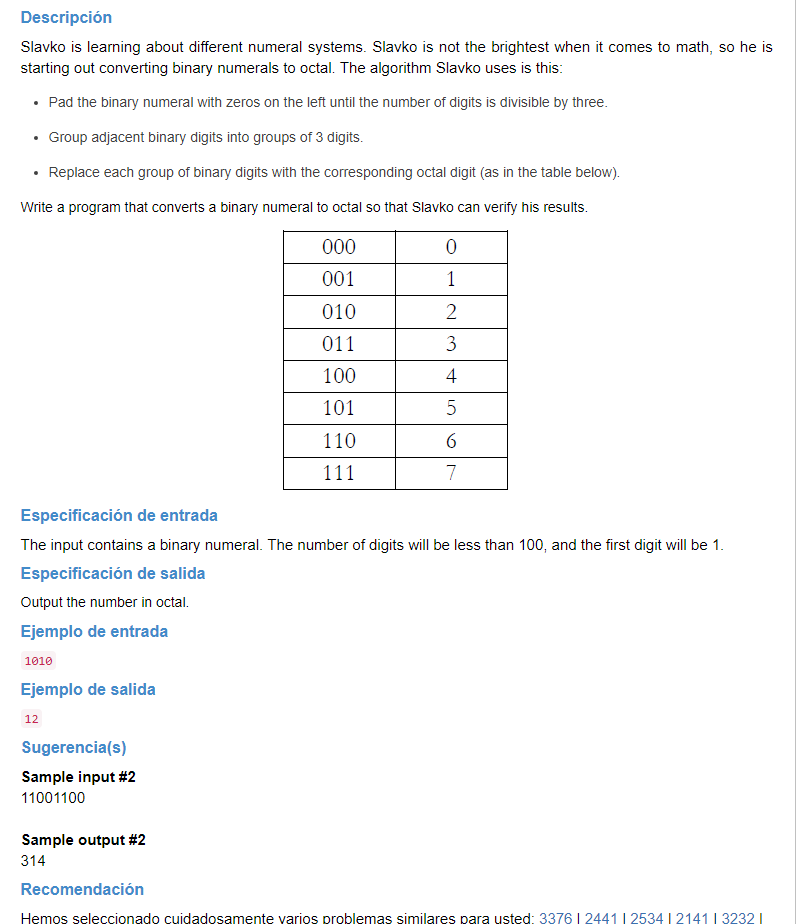 Descripción
Slavko is learning about different numeral systems. Slavko is not the brightest when it comes to math, so he is
starting out converting binary numerals to octal. The algorithm Slavko uses is this:
• Pad the binary numeral with zeros on the left until the number of digits is divisible by three.
• Group adjacent binary digits into groups of 3 digits.
• Replace each group of binary digits with the corresponding octal digit (as in the table below).
Write a program that converts a binary numeral to octal so that Slavko can verify his results.
000 0
001 1
010 2
011 3
100 4
101 5
110 6
111 7
Especificación de entrada
The input contains a binary numeral. The number of digits will be less than 100, and the first digit will be 1.
Especificación de salida
Output the number in octal.
Ejemplo de entrada
1010
Ejemplo de salida
12
Sugerencia(s)
Sample input #2
11001100
Sample output #2
314
Recomendación
Hemos seleccionado cuidadosamente varios problemas similares para usted: 3376 | 2441 | 2534 | 2141 | 3232 |